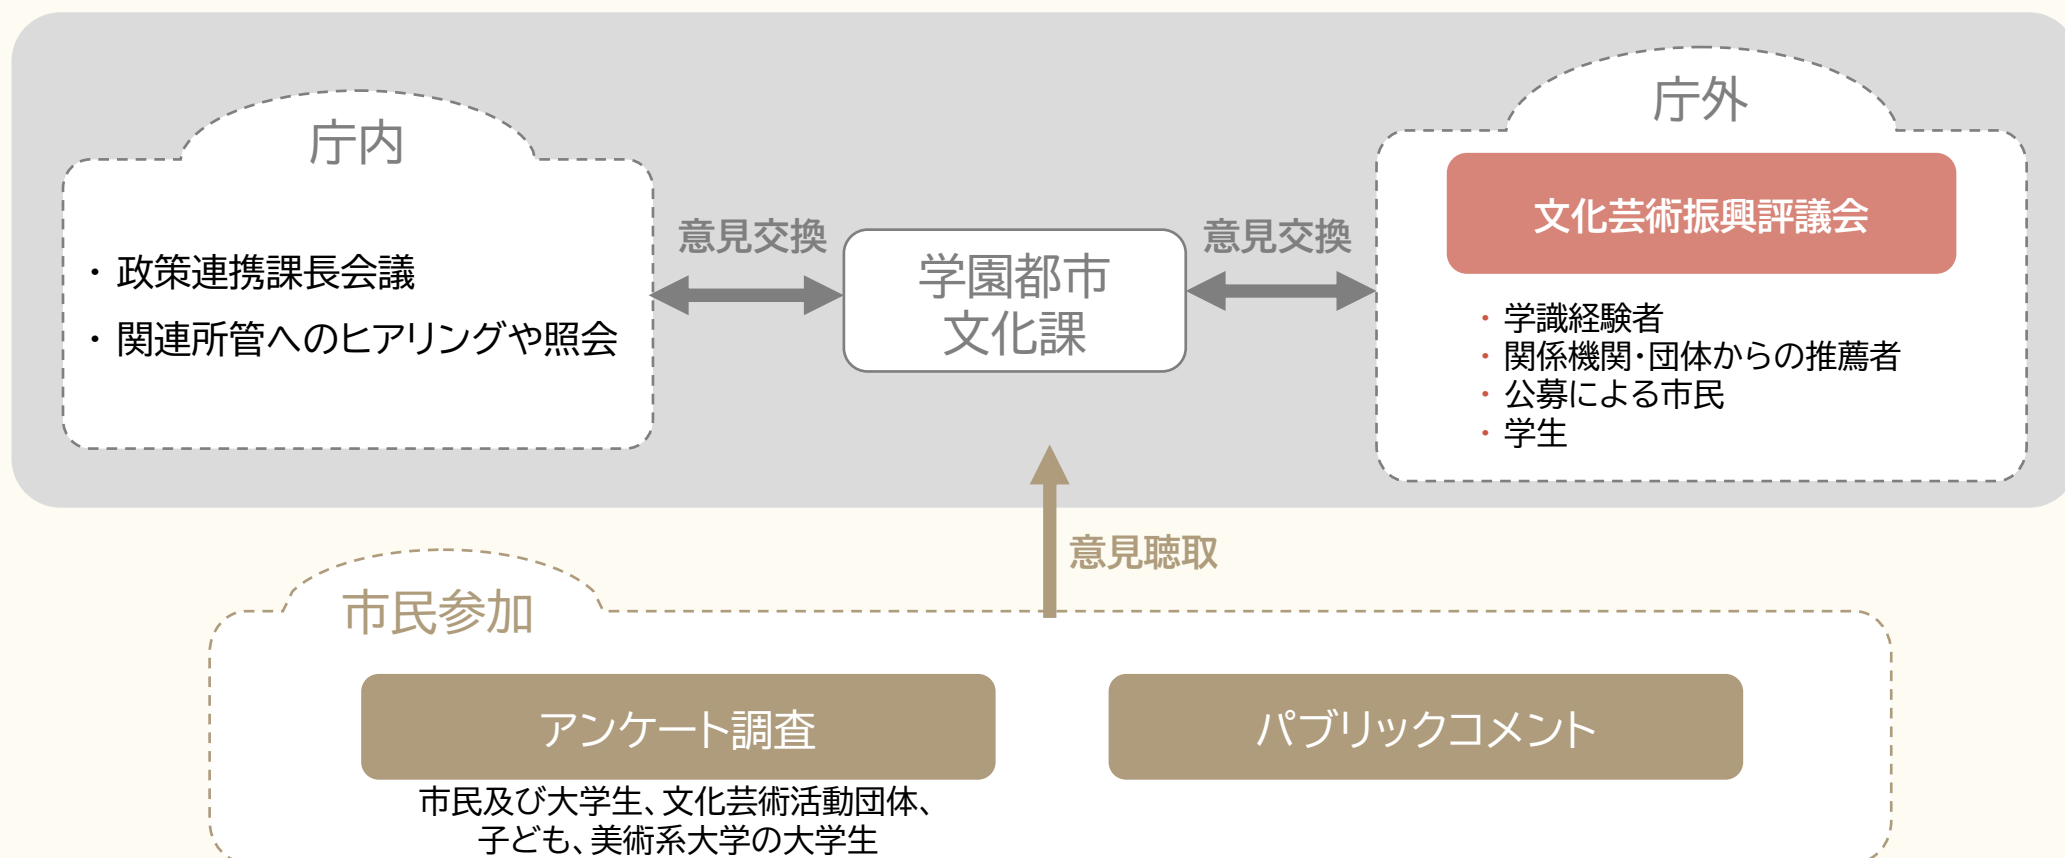 庁内
・政策連携課長会議
・関連所管へのヒアリングや照会
意見交換
学園都市
文化課
意見交換
庁外
文化芸術振興評議会
・学識経験者
・関係機関・団体からの推薦者
・公募による市民
・学生
意見聴取
市民参加
アンケート調査
市民及び大学生、文化芸術活動団体、
子ども、美術系大学の大学生
パブリックコメント